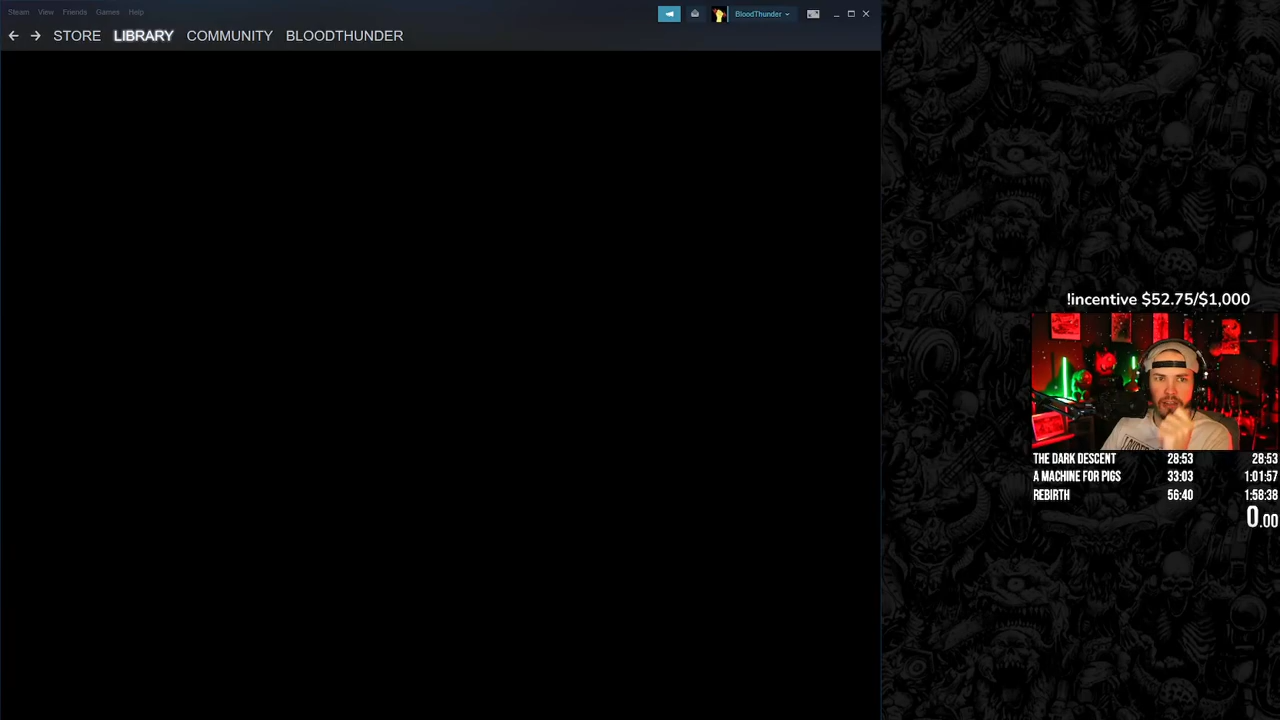 Steam View Friends Games Help
BloodThunder
STORE LIBRARY COMMUNITY BLOODTHUNDER
!incentive $52.75/$1,000
THE DARK DESCENT 28:53 28:53
A MACHINE FOR PIGS 33:03 1:01:57
REBIRTH 56:40 1:58:38
0.00